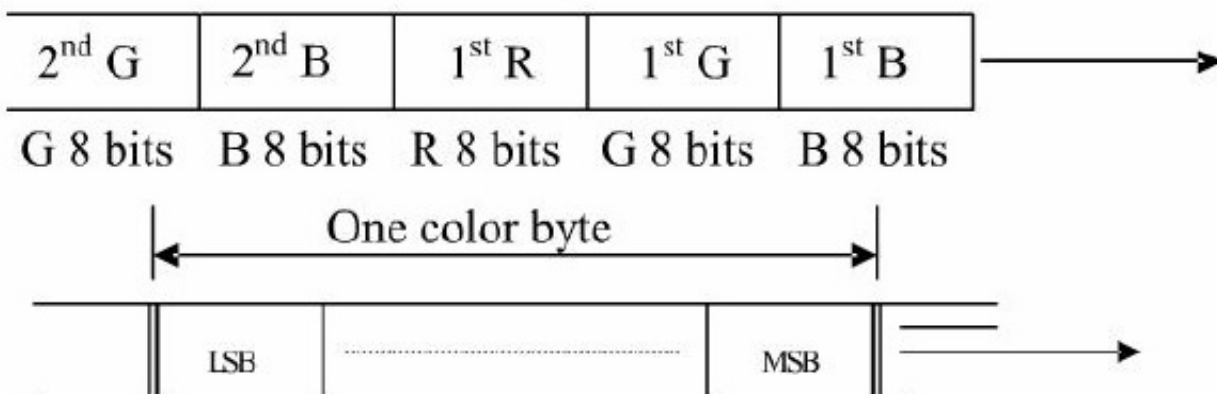 2nd G 2nd B 1st R 1st G 1st B
G 8 bits B 8 bits R 8 bits G 8 bits B 8 bits
One color byte
LSB MSB